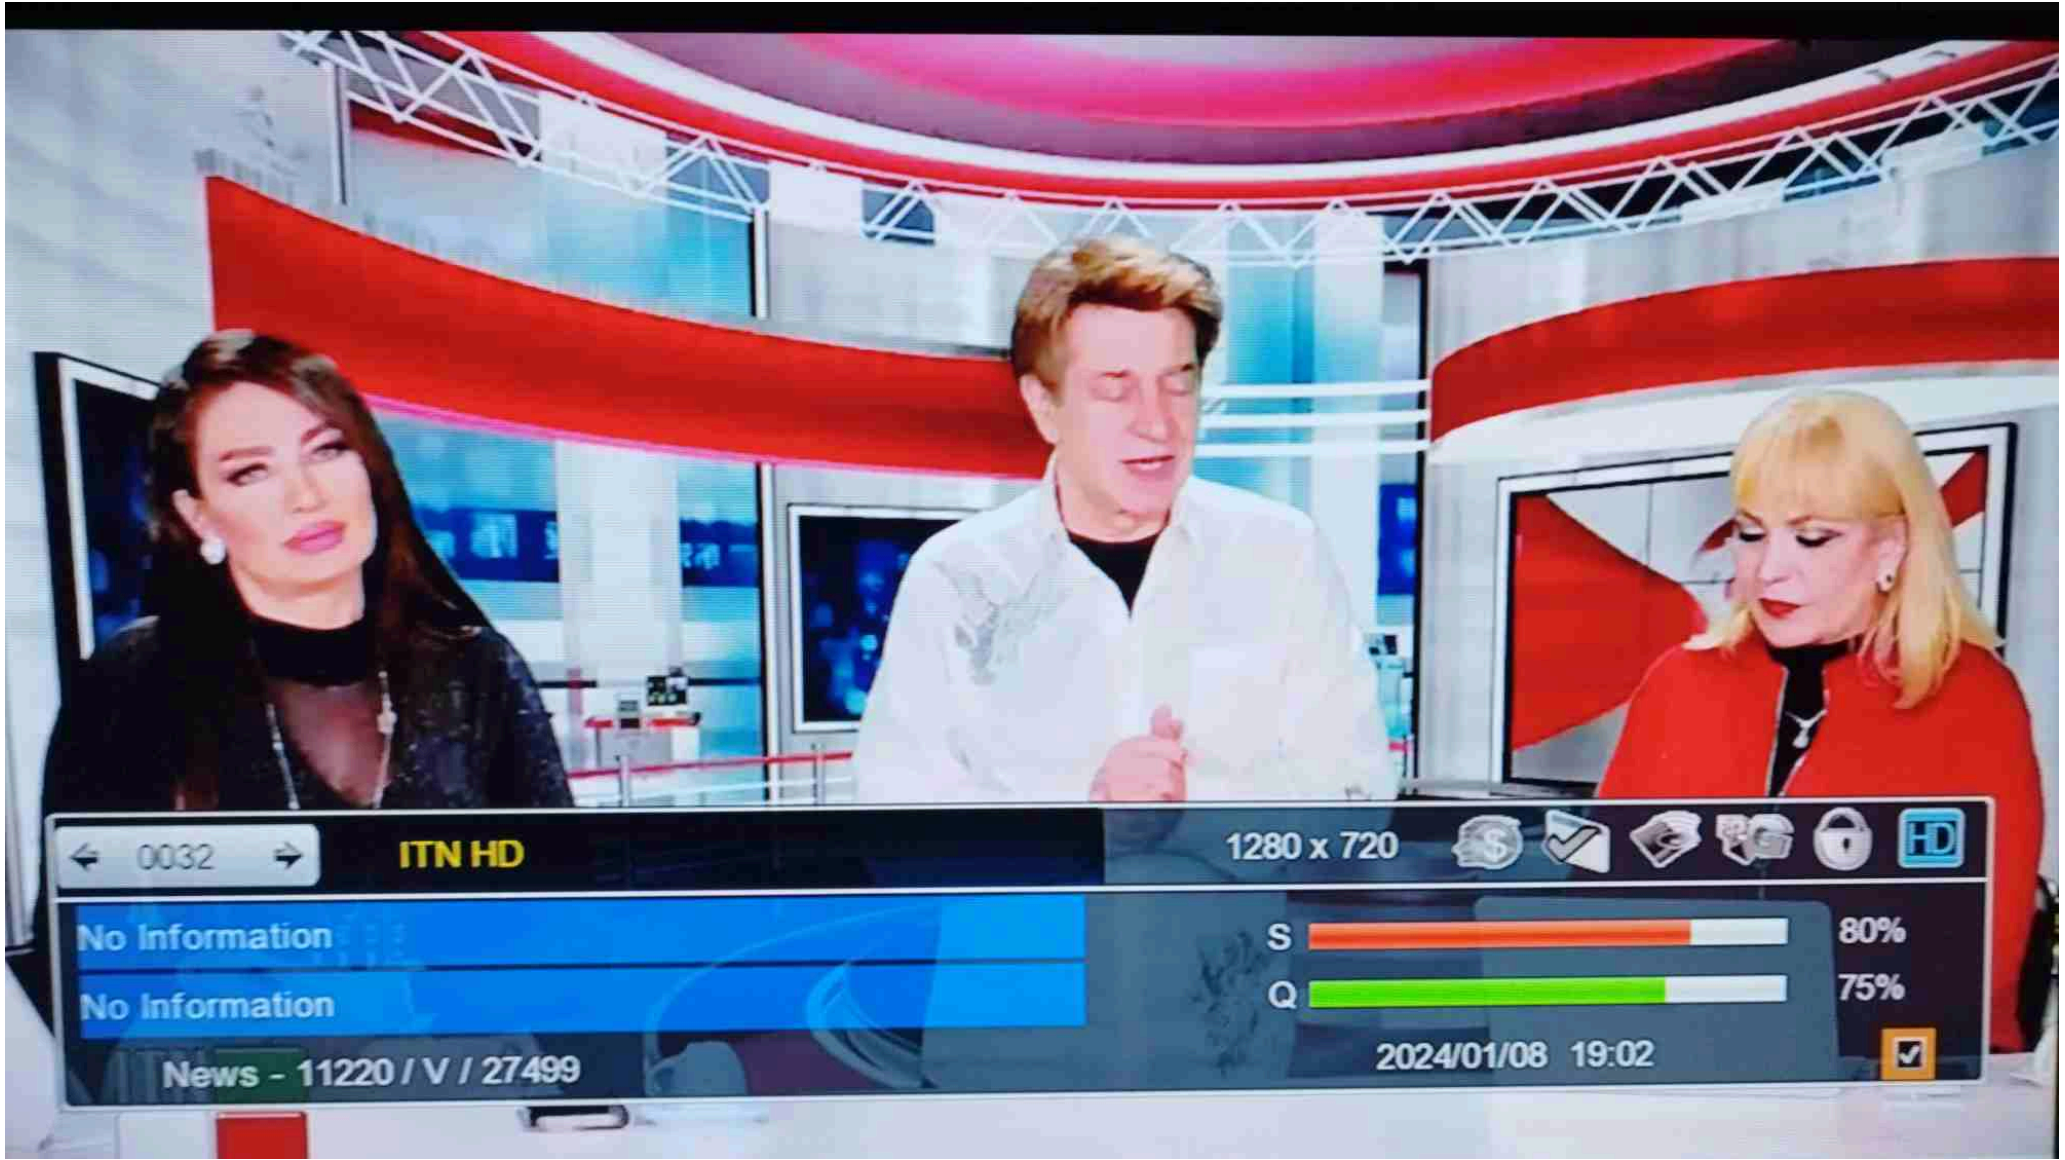 0032
ITN HD
1280 x 720
HD
No Information
S 80%
No Information
Q 75%
News - 11220 / V / 27499
2024/01/08 19:02